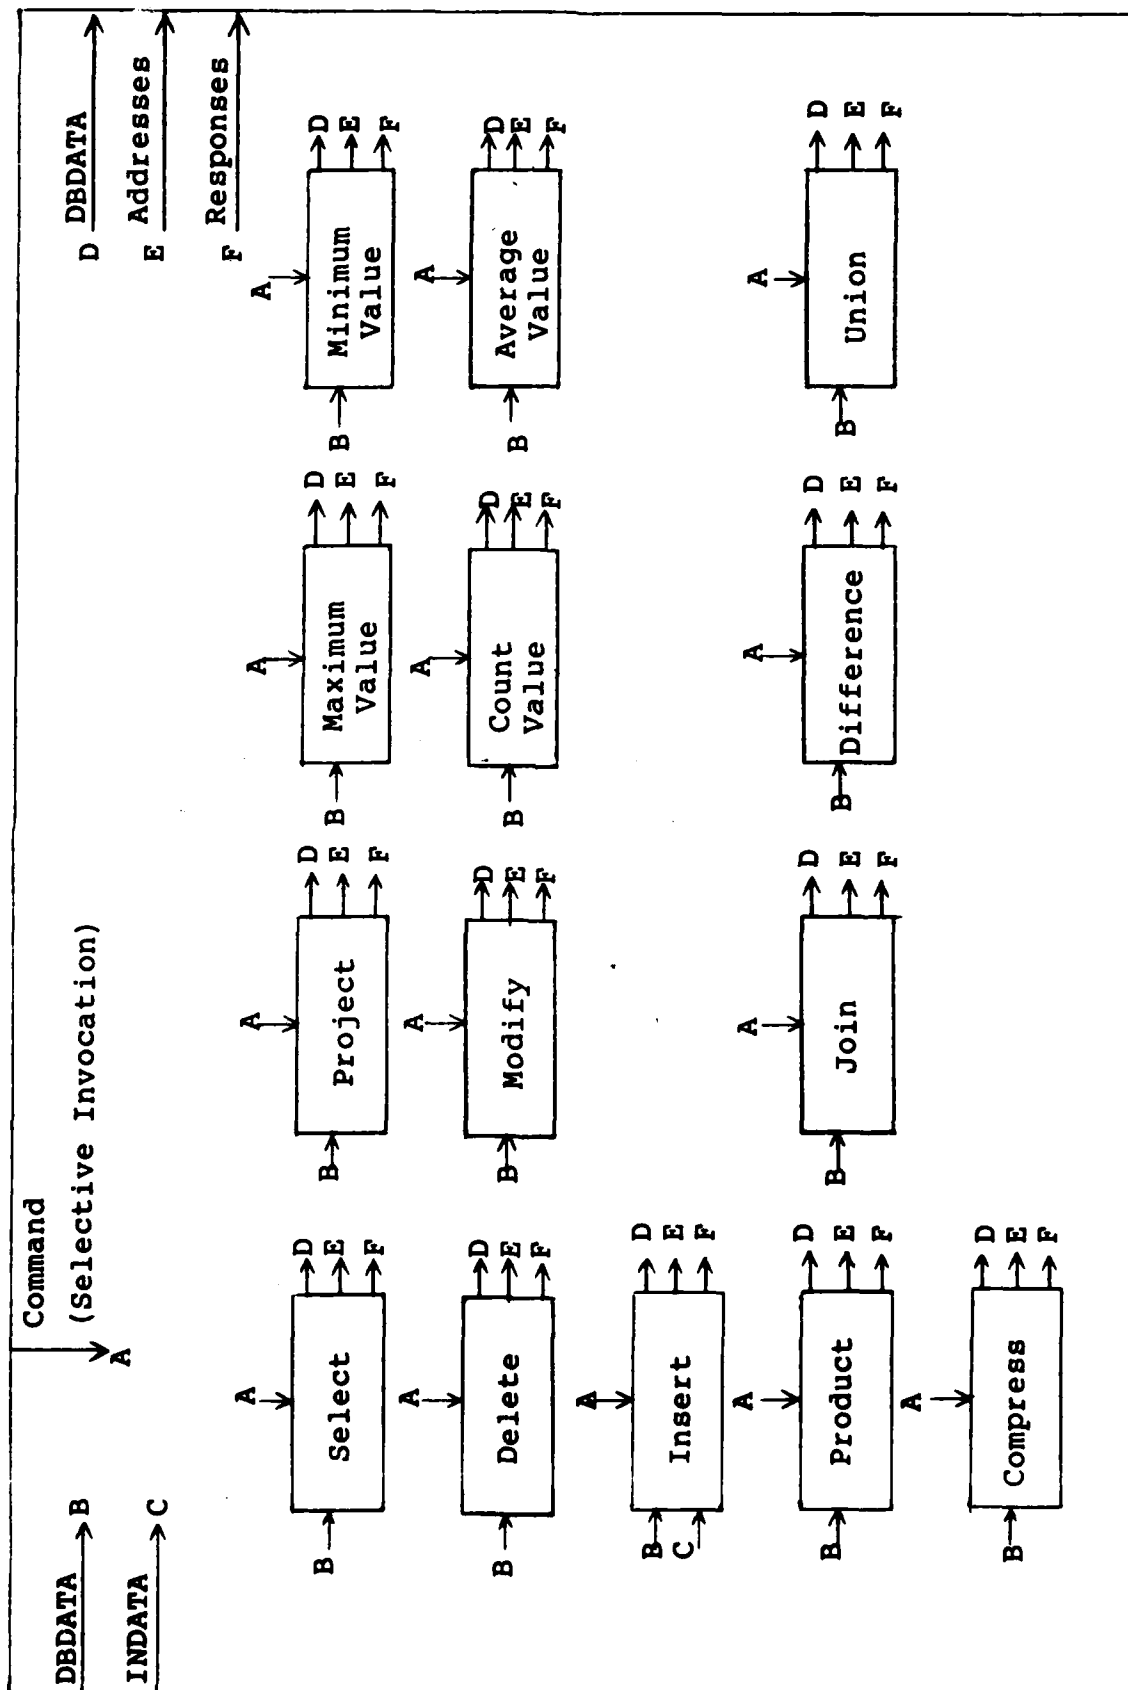 Command
DBDATA B
(Selective Invocation)
D DBDATA
A
INDATA C
E Addresses
F Responses
A
B
Select
D
E
F
A
B
Project
D
E
F
A
B
Maximum
Value
D
E
F
A
B
Minimum
Value
D
E
F
A
B
Delete
D
E
F
A
B
Modify
D
E
F
A
B
Count
Value
D
E
F
A
B
Average
Value
D
E
F
A
B
C
Insert
D
E
F
A
B
Product
D
E
F
A
B
Join
D
E
F
A
B
Difference
D
E
F
A
B
Union
D
E
F
A
B
Compress
D
E
F